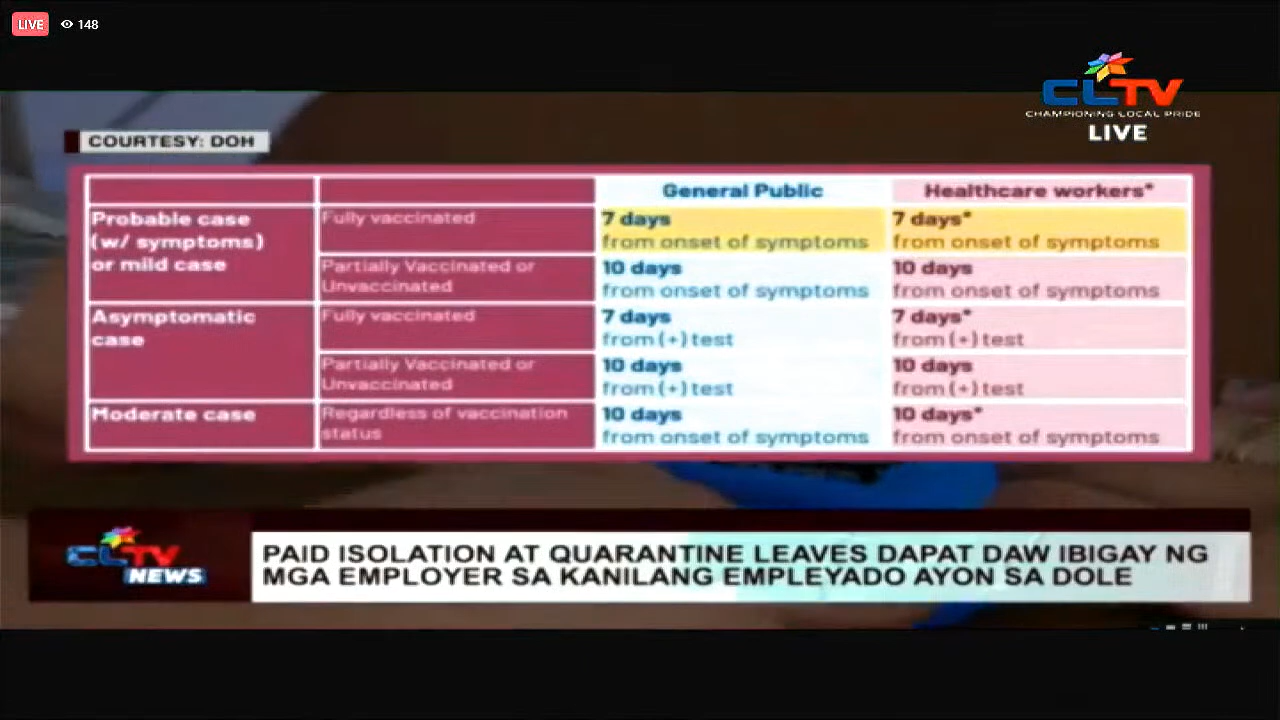 LIVE 148
CLTV
CHAMPIONING LOCAL PRIDE
LIVE
COURTESY: DOH
General Public Healthcare workers*
Probable case (w/ symptoms) or mild case
Fully vaccinated
7 days
from onset of symptoms
7 days*
from onset of symptoms
Partially Vaccinated or
Unvaccinated
10 days
from onset of symptoms
10 days
from onset of symptoms
Asymptomatic
case
Fully vaccinated
7 days
from (+) test
7 days*
from (+) test
Partially Vaccinated or
Unvaccinated
10 days
from (+) test
10 days
from (+) test
Moderate case
Regardless of vaccination
status
10 days
from onset of symptoms
10 days*
from onset of symptoms
CLTV
NEWS
PAID ISOLATION AT QUARANTINE LEAVES DAPAT DAW IBIGAY NG
MGA EMPLOYER SA KANILANG EMPLEYADO AYON SA DOLE